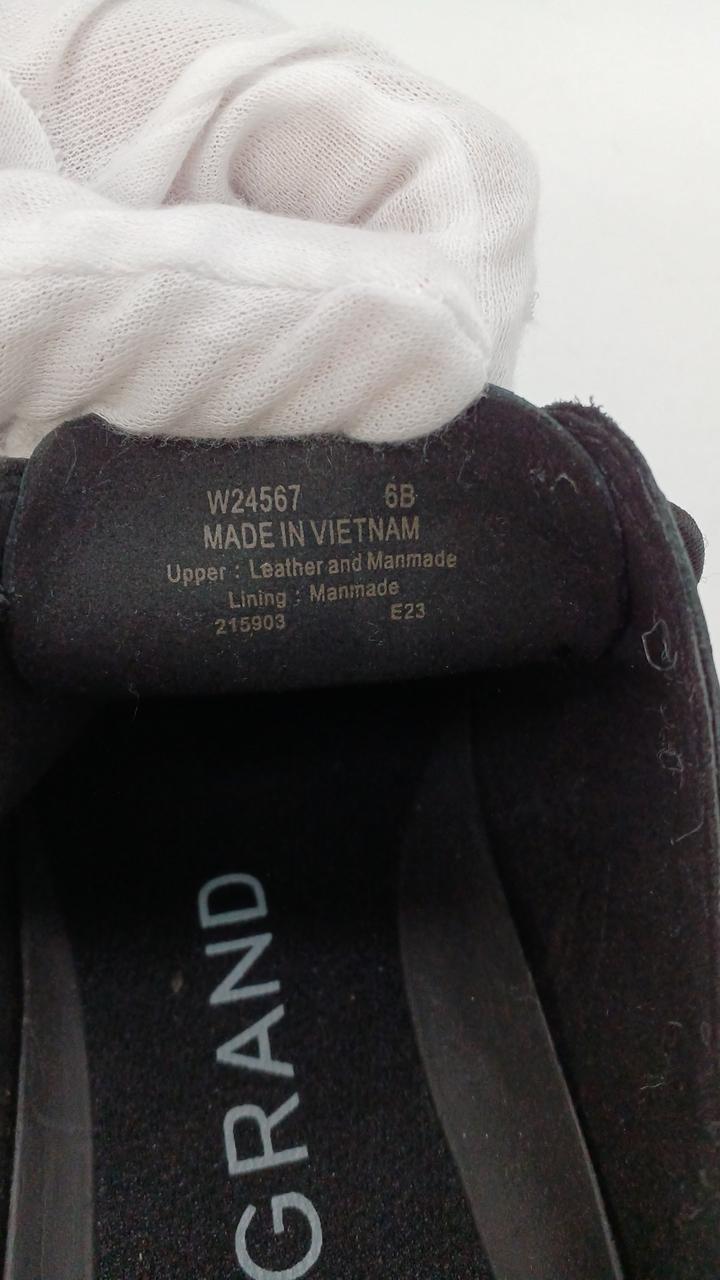 W24567 6B
MADE IN VIETNAM
Upper : Leather and Manmade
Lining : Manmade
215903 E23
GRAND